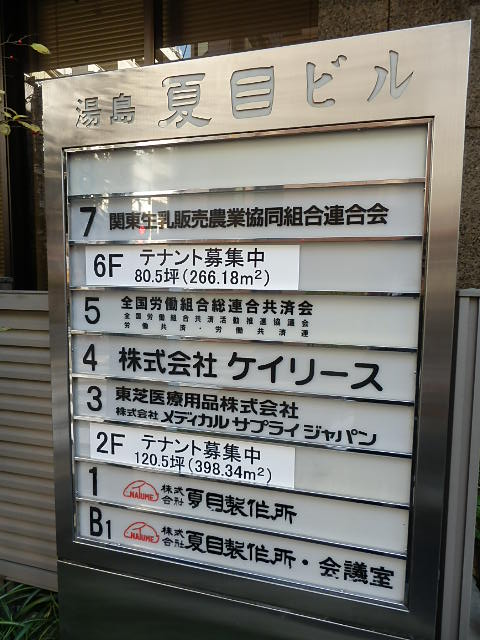 湯島 夏目ビル
7 関東生乳販売農業協同組合連合会
6F テナント募集中
80.5坪(266.18m²)
5 全国労働組合総連合共済会
全国労働組合共済活動推進協議会
労働共済・労働共済連
4 株式会社 ケイリース
3 東芝医療用品株式会社
株式会社 メディカル サプライ ジャパン
2F テナント募集中
120.5坪(398.34m²)
1 NATUME 株式会社 夏目製作所
B1 NATUME 株式会社 夏目製作所・会議室